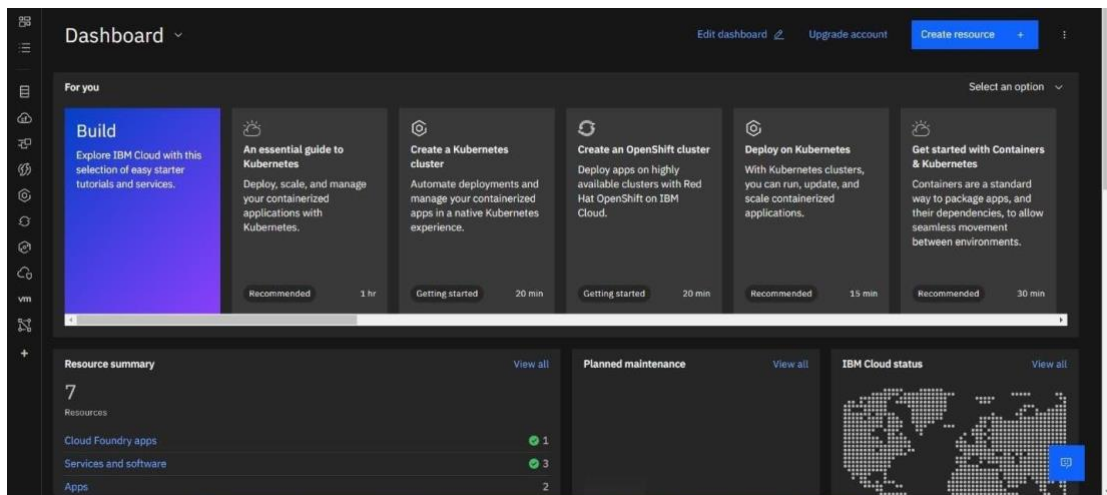 Dashboard
Edit dashboard
Upgrade account
Create resource +
For you
Select an option
Build
Explore IBM Cloud with this
selection of easy starter
tutorials and services.
An essential guide to
Kubernetes
Deploy, scale, and manage
your containerized
applications with
Kubernetes.
Recommended
1 hr
Create a Kubernetes
cluster
Automate deployments and
manage your containerized
apps in a native Kubernetes
experience.
Getting started
20 min
Create an OpenShift cluster
Deploy apps on highly
available clusters with Red
Hat OpenShift on IBM
Cloud.
Getting started
20 min
Deploy on Kubernetes
With Kubernetes clusters,
you can run, update, and
scale containerized
applications.
Recommended
15 min
Get started with Containers
& Kubernetes
Containers are a standard
way to package apps, and
their dependencies, to allow
seamless movement
between environments.
Recommended
30 min
vm
Resource summary
View all
7
Resources
Cloud Foundry apps
1
Services and software
3
Apps
2
Planned maintenance
View all
IBM Cloud status
View all